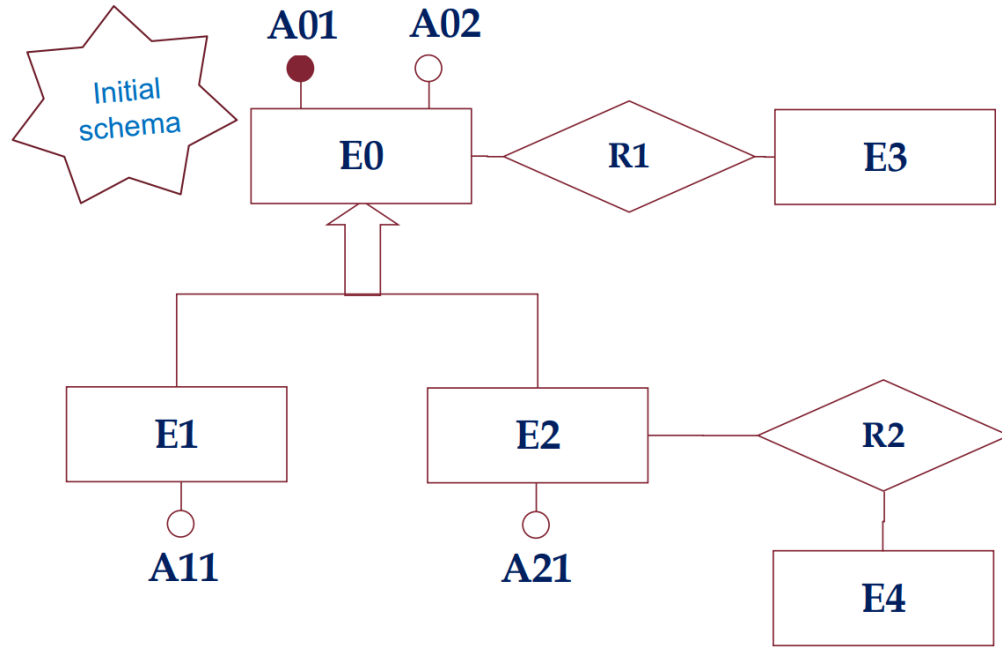 A01
A02
Initial
schema
E0
R1
E3
E1
E2
R2
A11
A21
E4